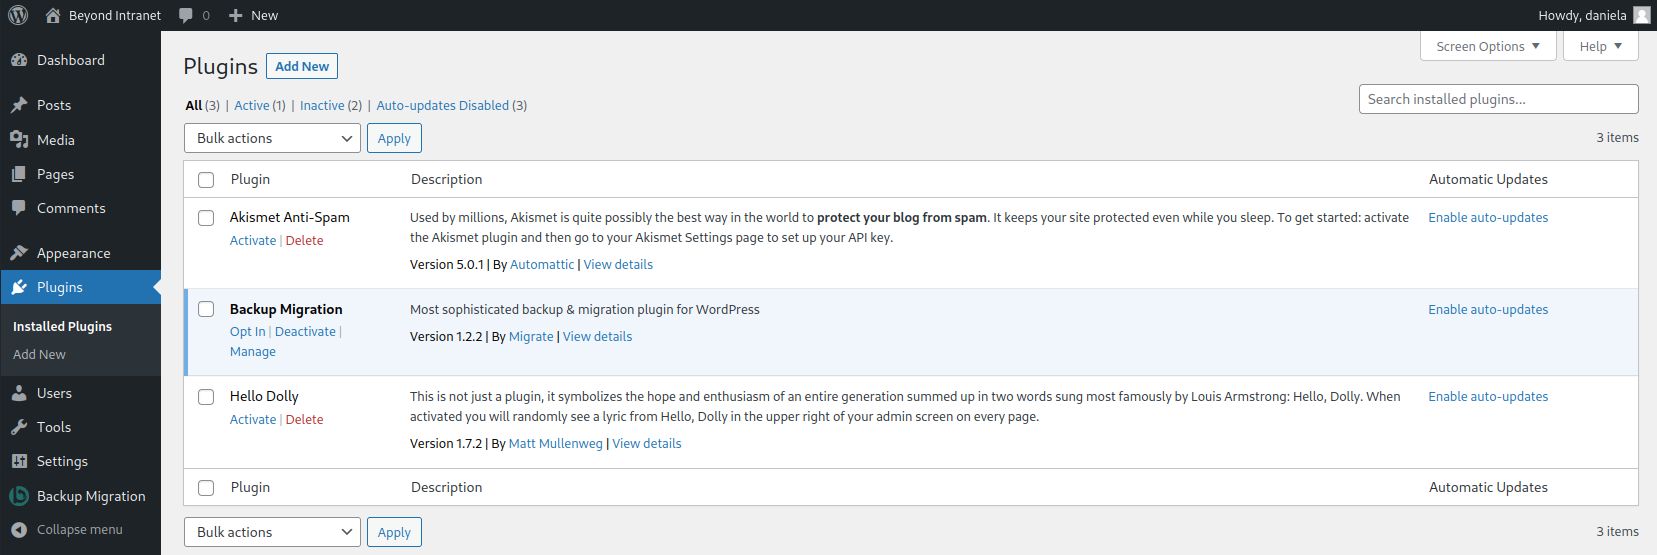 Beyond Intranet 0 New Howdy, daniela
Dashboard
Posts
Media
Pages
Comments
Appearance
Plugins
Installed Plugins
Add New
Users
Tools
Settings
Backup Migration
Collapse menu
Screen Options Help
Plugins Add New
All (3) | Active (1) | Inactive (2) | Auto-updates Disabled (3)
Search installed plugins...
Bulk actions Apply
3 items
Plugin Description Automatic Updates
Akismet Anti-Spam
Activate | Delete
Used by millions, Akismet is quite possibly the best way in the world to protect your blog from spam. It keeps your site protected even while you sleep. To get started: activate
the Akismet plugin and then go to your Akismet Settings page to set up your API key.
Version 5.0.1 | By Automattic | View details
Enable auto-updates
Backup Migration
Opt In | Deactivate |
Manage
Most sophisticated backup & migration plugin for WordPress
Version 1.2.2 | By Migrate | View details
Enable auto-updates
Hello Dolly
Activate | Delete
This is not just a plugin, it symbolizes the hope and enthusiasm of an entire generation summed up in two words sung most famously by Louis Armstrong: Hello, Dolly. When
activated you will randomly see a lyric from Hello, Dolly in the upper right of your admin screen on every page.
Version 1.7.2 | By Matt Mullenweg | View details
Enable auto-updates
Plugin Description Automatic Updates
Bulk actions Apply
3 items